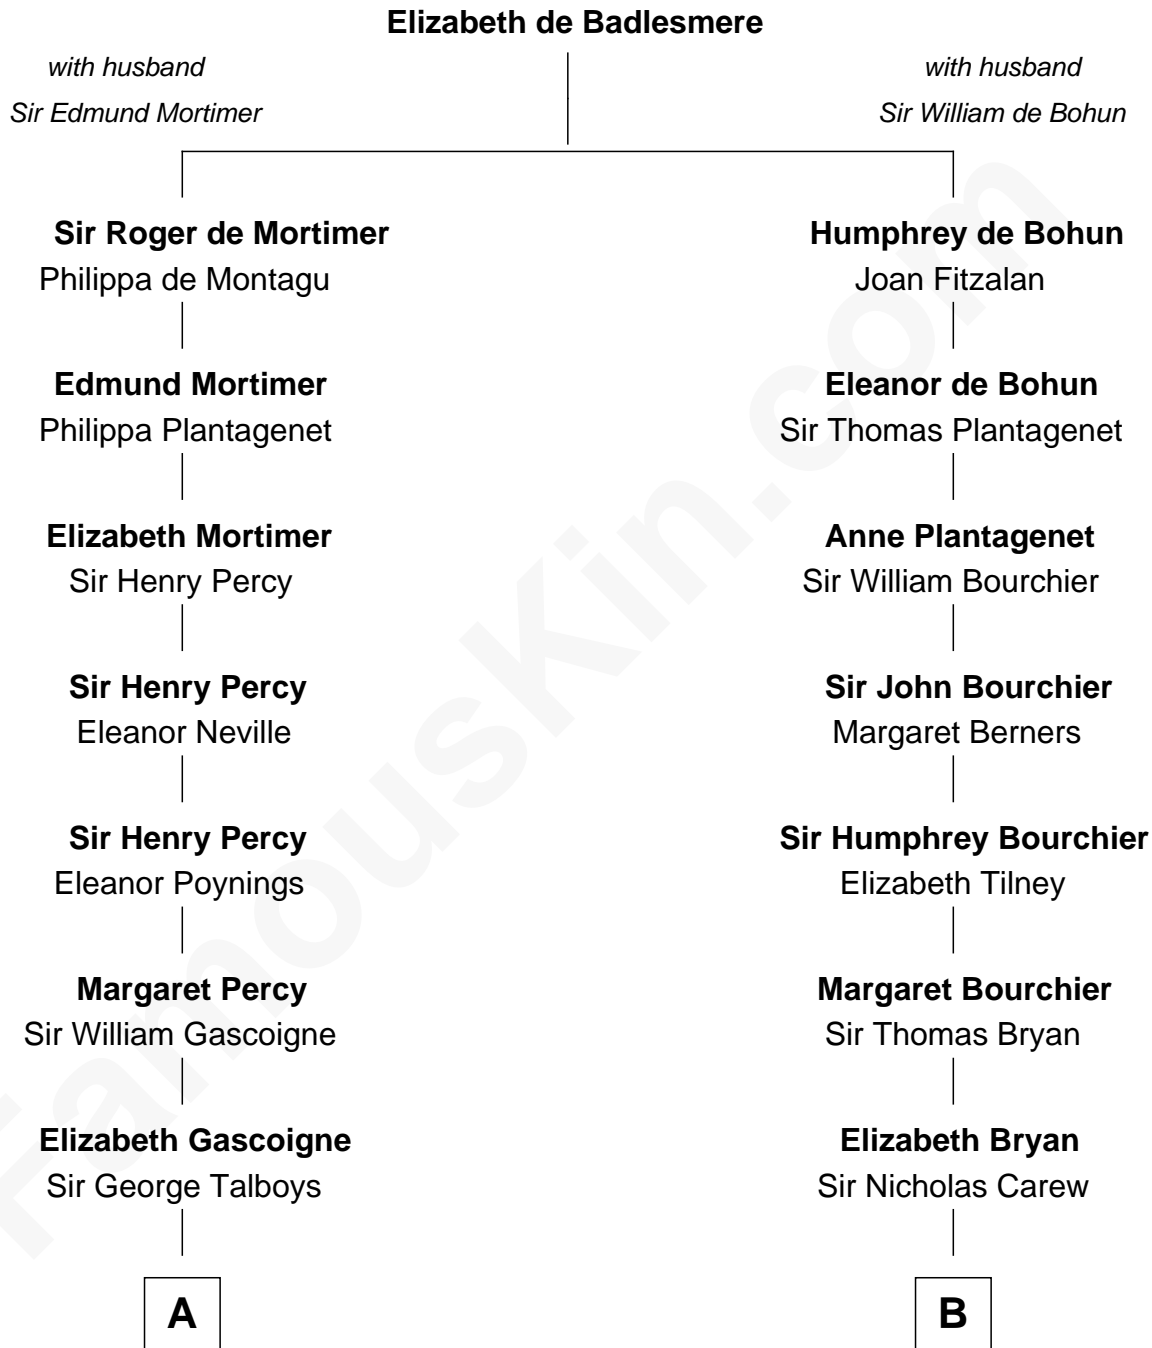 Elizabeth de Badlesmere
with husband
Sir Edmund Mortimer
with husband
Sir William de Bohun
Sir Roger de Mortimer
Philippa de Montagu
Humphrey de Bohun
Joan Fitzalan
Edmund Mortimer
Philippa Plantagenet
Eleanor de Bohun
Sir Thomas Plantagenet
Elizabeth Mortimer
Sir Henry Percy
Anne Plantagenet
Sir William Bourchier
Sir Henry Percy
Eleanor Neville
Sir John Bourchier
Margaret Berners
Sir Henry Percy
Eleanor Poynings
Sir Humphrey Bourchier
Elizabeth Tilney
Margaret Percy
Sir William Gascoigne
Margaret Bourchier
Sir Thomas Bryan
Elizabeth Gascoigne
Sir George Talboys
Elizabeth Bryan
Sir Nicholas Carew
A
B
FamousKin.com